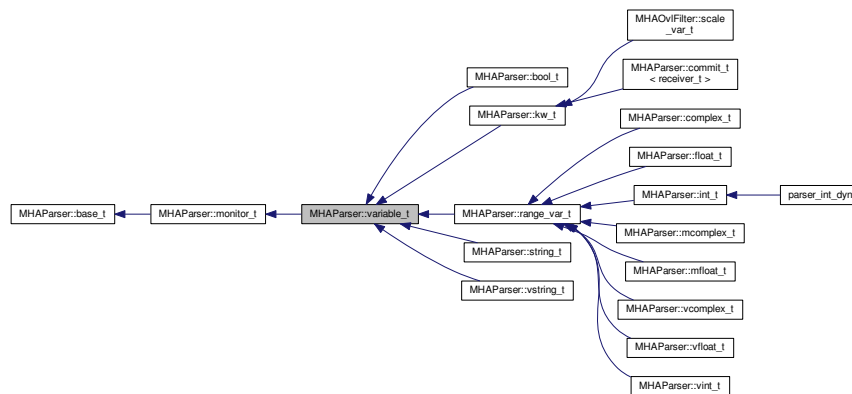 MHAOvlFilter::scale
_var_t
MHAParser::commit_t
< receiver_t >
MHAParser::bool_t
MHAParser::kw_t
MHAParser::complex_t
MHAParser::float_t
MHAParser::int_t
parser_int_dyn
MHAParser::base_t
MHAParser::monitor_t
MHAParser::variable_t
MHAParser::range_var_t
MHAParser::mcomplex_t
MHAParser::string_t
MHAParser::mfloat_t
MHAParser::vstring_t
MHAParser::vcomplex_t
MHAParser::vfloat_t
MHAParser::vint_t